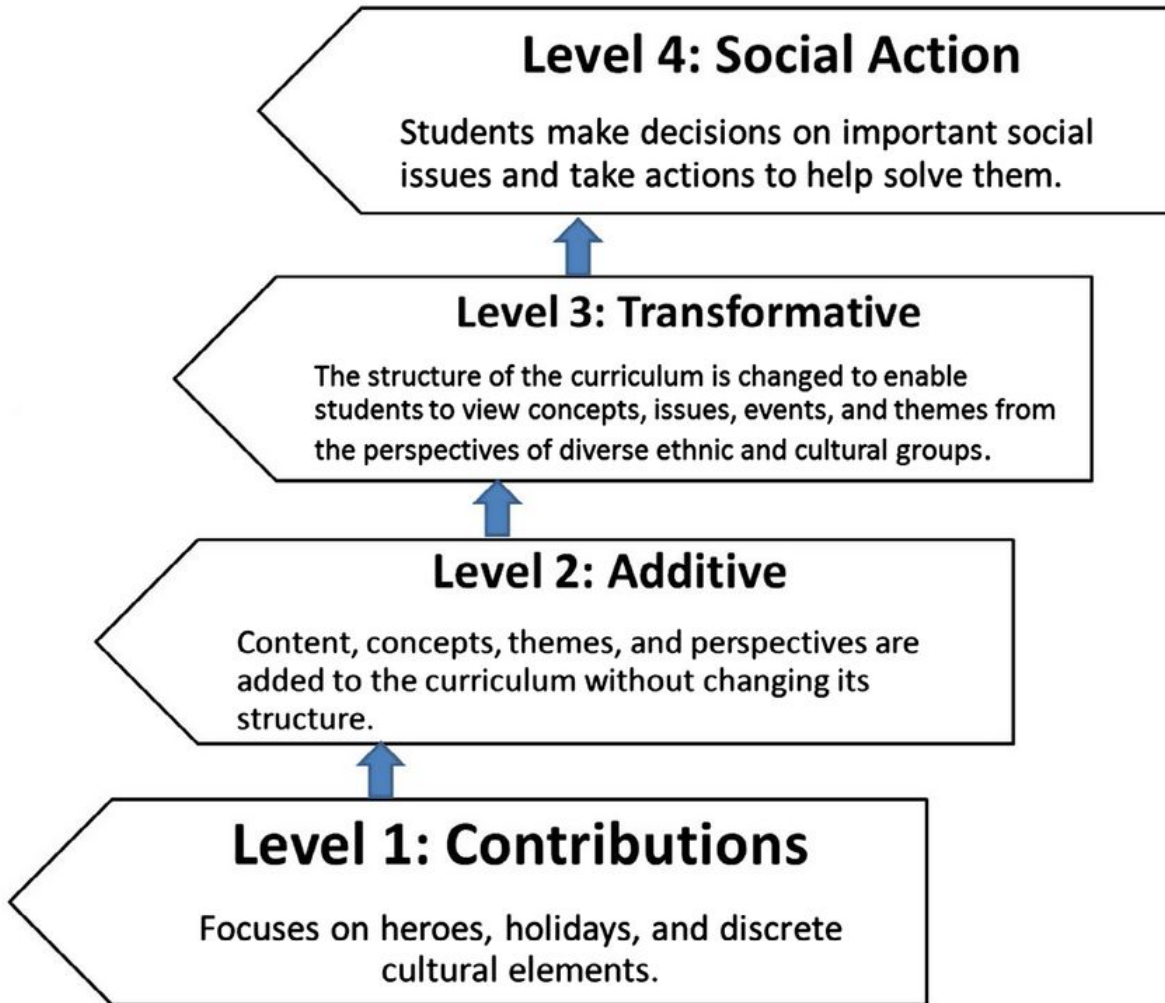 Level 4: Social Action
Students make decisions on important social
issues and take actions to help solve them.
Level 3: Transformative
The structure of the curriculum is changed to enable
students to view concepts, issues, events, and themes from
the perspectives of diverse ethnic and cultural groups.
Level 2: Additive
Content, concepts, themes, and perspectives are
added to the curriculum without changing its
structure.
Level 1: Contributions
Focuses on heroes, holidays, and discrete
cultural elements.